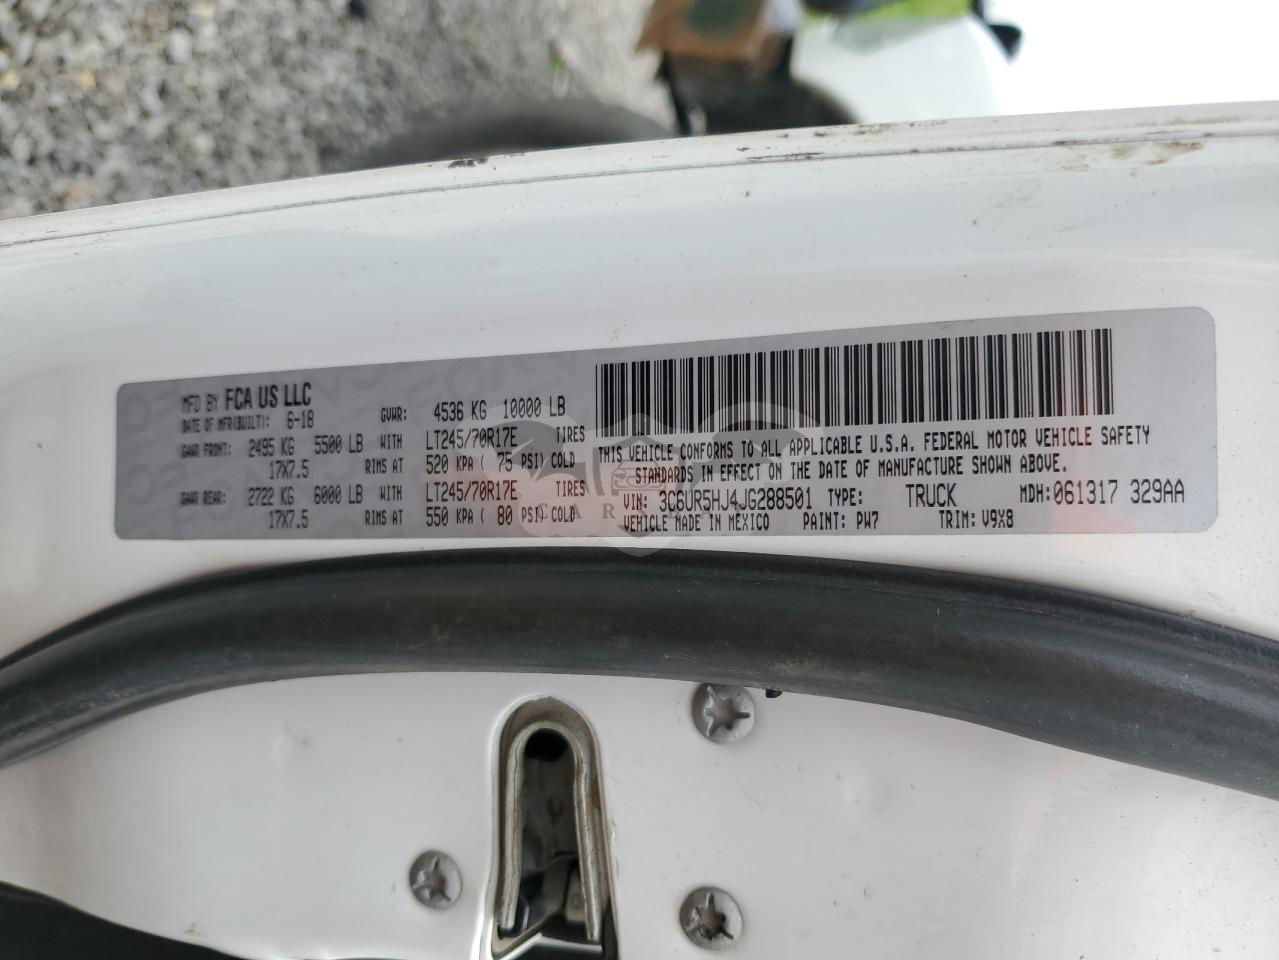 MFD BY FCA US LLC
DATE OF MFR(BUILT): 6-18 GVWR: 4536 KG 10000 LB
GAWR FRONT: 2495 KG 5500 LB WITH LT245/70R17E TIRES
17X7.5 RIMS AT 520 KPA ( 75 PSI) COLD
GAWR REAR: 2722 KG 6000 LB WITH LT245/70R17E TIRES
17X7.5 RIMS AT 550 KPA ( 80 PSI) COLD
THIS VEHICLE CONFORMS TO ALL APPLICABLE U.S.A. FEDERAL MOTOR VEHICLE SAFETY
STANDARDS IN EFFECT ON THE DATE OF MANUFACTURE SHOWN ABOVE.
VIN: 3C6UR5HJ4JG288501 TYPE: TRUCK MDH: 061317 329AA
VEHICLE MADE IN MEXICO PAINT: PW7 TRIM: V9X8